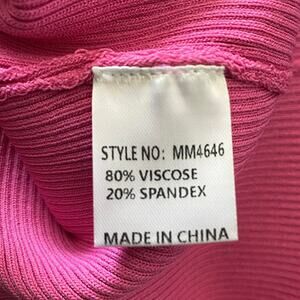 STYLE NO: MM4646
80% VISCOSE
20% SPANDEX
MADE IN CHINA